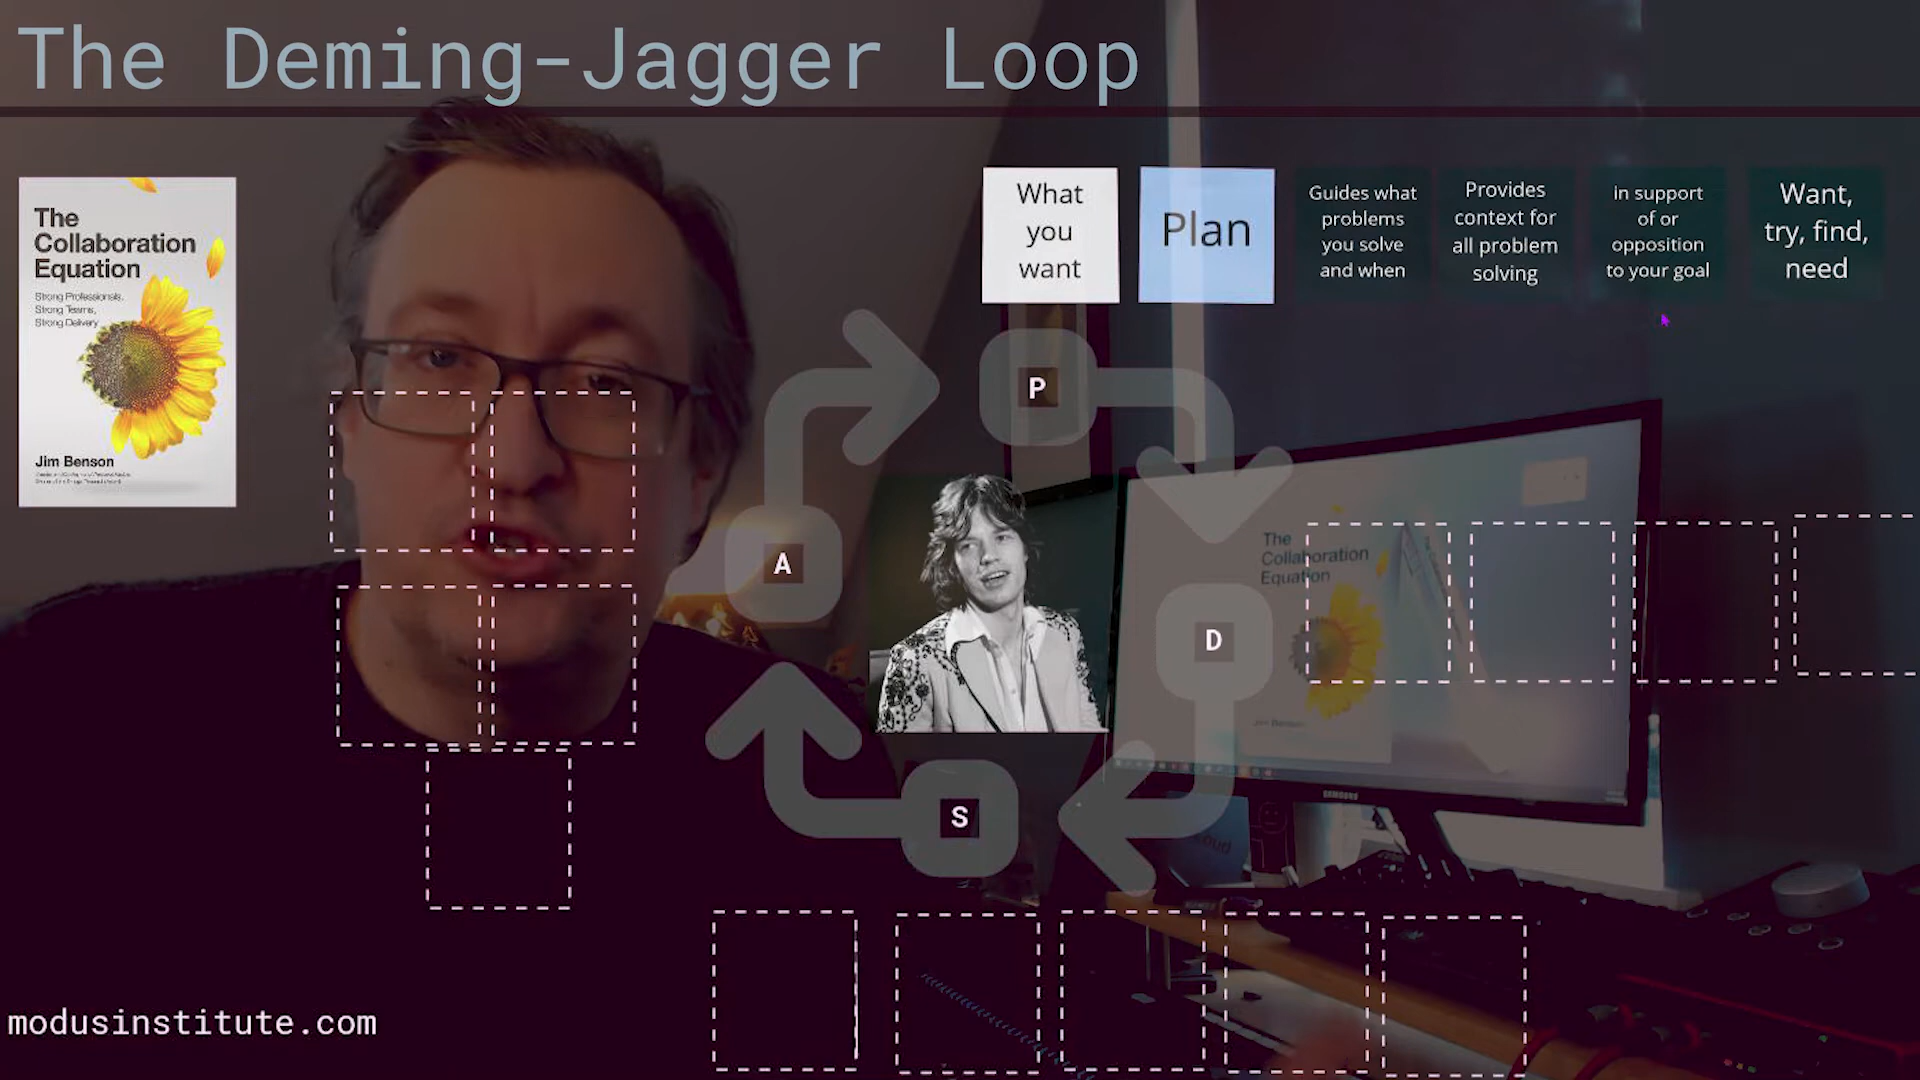 The Deming-Jagger Loop
The
Collaboration
Equation
Strong Professionals,
Strong Teams,
Strong Delivery
Jim Benson
What
you
want
Plan
Guides what
problems
you solve
and when
Provides
context for
all problem
solving
in support
of or
opposition
to your goal
Want,
try, find,
need
P
A
D
S
The
Collaboration
Equation
Jim Benson
SAMSUNG
modusinstitute.com